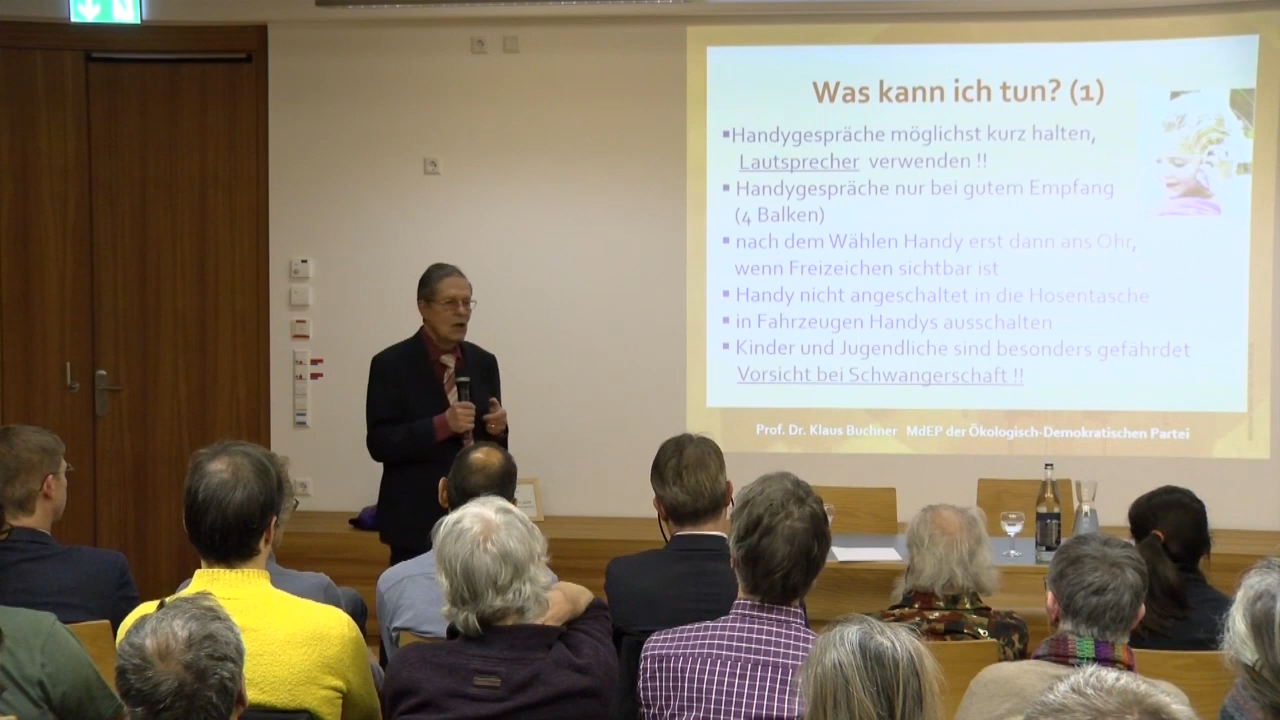 Was kann ich tun? (1)
▪Handygespräche möglichst kurz halten,
Lautsprecher verwenden !!
▪ Handygespräche nur bei gutem Empfang
(4 Balken)
▪ nach dem Wählen Handy erst dann ans Ohr,
wenn Freizeichen sichtbar ist
▪ Handy nicht angeschaltet in die Hosentasche
▪ in Fahrzeugen Handys ausschalten
▪ Kinder und Jugendliche sind besonders gefährdet
Vorsicht bei Schwangerschaft !!
Prof. Dr. Klaus Buchner MdEP der Ökologisch-Demokratischen Partei